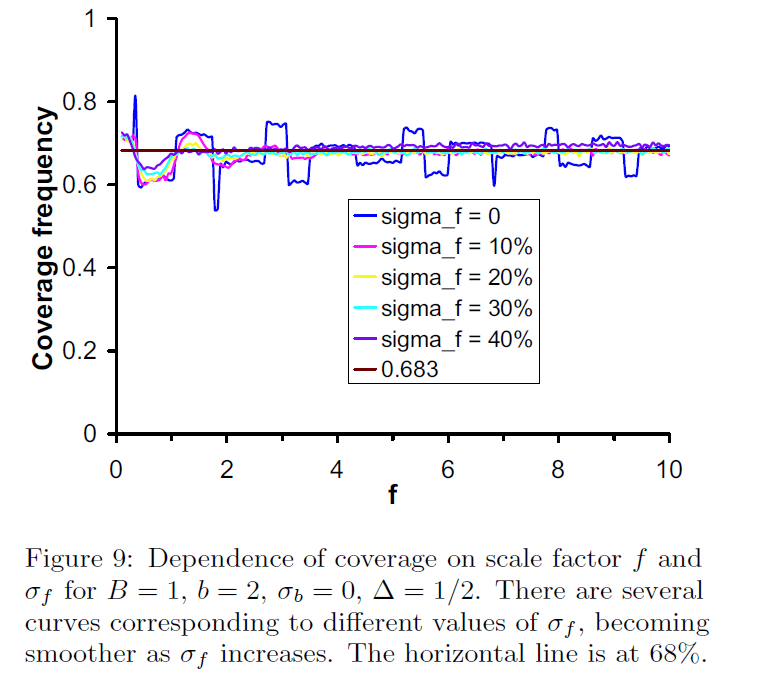 1
0.8
0.6
0.4
0.2
0
Coverage frequency
sigma_f = 0
sigma_f = 10%
sigma_f = 20%
sigma_f = 30%
sigma_f = 40%
0.683
0 2 4 6 8 10
f
Figure 9: Dependence of coverage on scale factor f and
σf for B = 1, b = 2, σb = 0, Δ = 1/2. There are several
curves corresponding to different values of σf, becoming
smoother as σf increases. The horizontal line is at 68%.